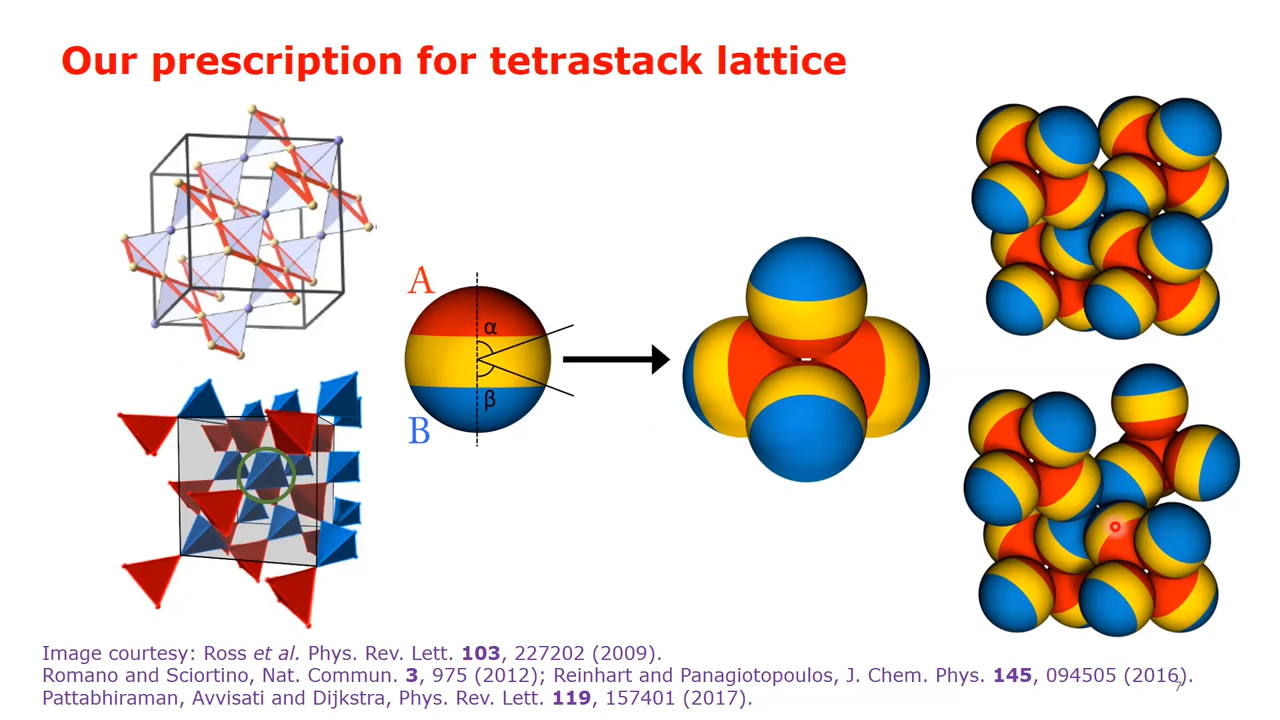 Our prescription for tetrastack lattice
A
α
β
B
Image courtesy: Ross et al. Phys. Rev. Lett. 103, 227202 (2009).
Romano and Sciortino, Nat. Commun. 3, 975 (2012); Reinhart and Panagiotopoulos, J. Chem. Phys. 145, 094505 (2016).
7
Pattabhiraman, Avvisati and Dijkstra, Phys. Rev. Lett. 119, 157401 (2017).